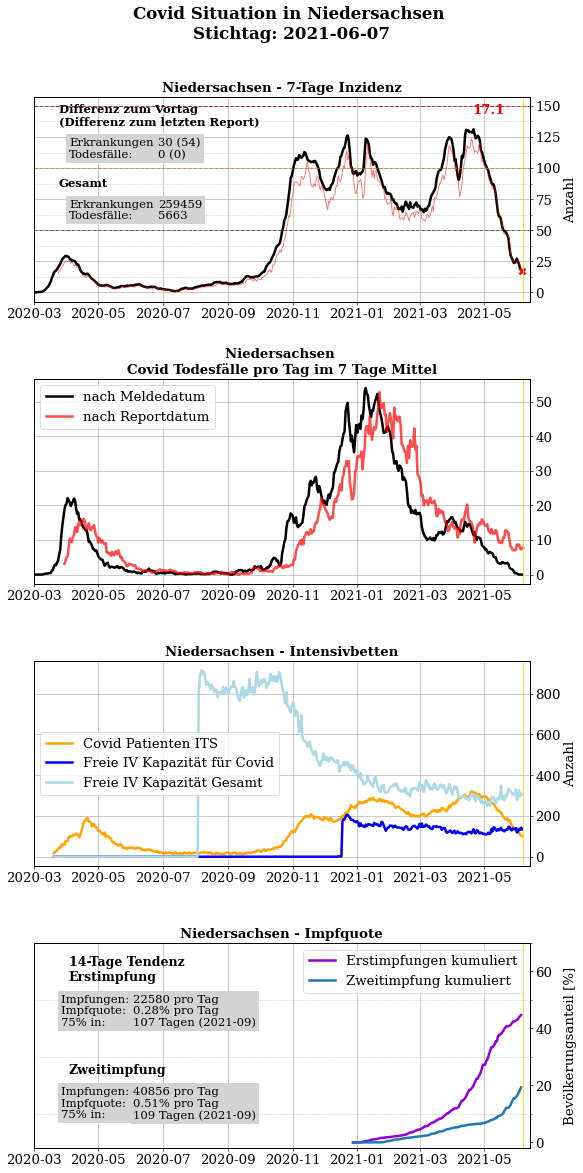 Covid Situation in Niedersachsen
Stichtag: 2021-06-07
Niedersachsen - 7-Tage Inzidenz
Differenz zum Vortag
(Differenz zum letzten Report)
Erkrankungen 30 (54)
Todesfälle: 0 (0)
Gesamt
Erkrankungen 259459
Todesfälle: 5663
17.1
150
125
100
75
50
25
0
Anzahl
2020-03 2020-05 2020-07 2020-09 2020-11 2021-01 2021-03 2021-05
Niedersachsen
Covid Todesfälle pro Tag im 7 Tage Mittel
nach Meldedatum
nach Reportdatum
50
40
30
20
10
0
2020-03 2020-05 2020-07 2020-09 2020-11 2021-01 2021-03 2021-05
Niedersachsen - Intensivbetten
Covid Patienten ITS
Freie IV Kapazität für Covid
Freie IV Kapazität Gesamt
800
600
400
200
0
Anzahl
2020-03 2020-05 2020-07 2020-09 2020-11 2021-01 2021-03 2021-05
Niedersachsen - Impfquote
14-Tage Tendenz
Erstimpfung
Impfungen: 22580 pro Tag
Impfquote: 0.28% pro Tag
75% in: 107 Tagen (2021-09)
Zweitimpfung
Impfungen: 40856 pro Tag
Impfquote: 0.51% pro Tag
75% in: 109 Tagen (2021-09)
Erstimpfungen kumuliert
Zweitimpfung kumuliert
60
40
20
0
Bevölkerungsanteil [%]
2020-03 2020-05 2020-07 2020-09 2020-11 2021-01 2021-03 2021-05